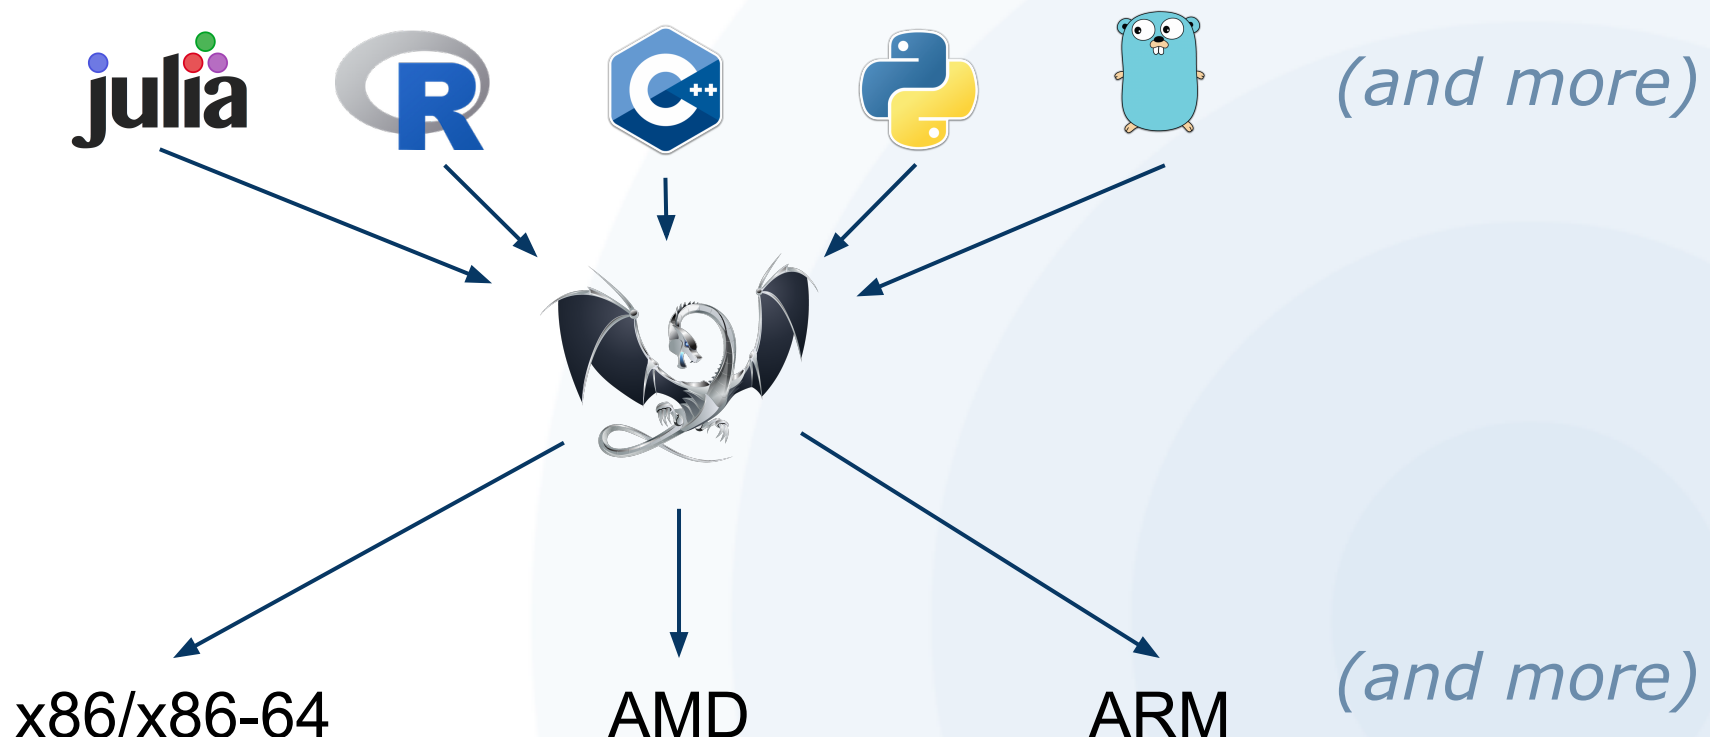 julia
R
C++
(and more)
x86/x86-64
AMD
ARM
(and more)